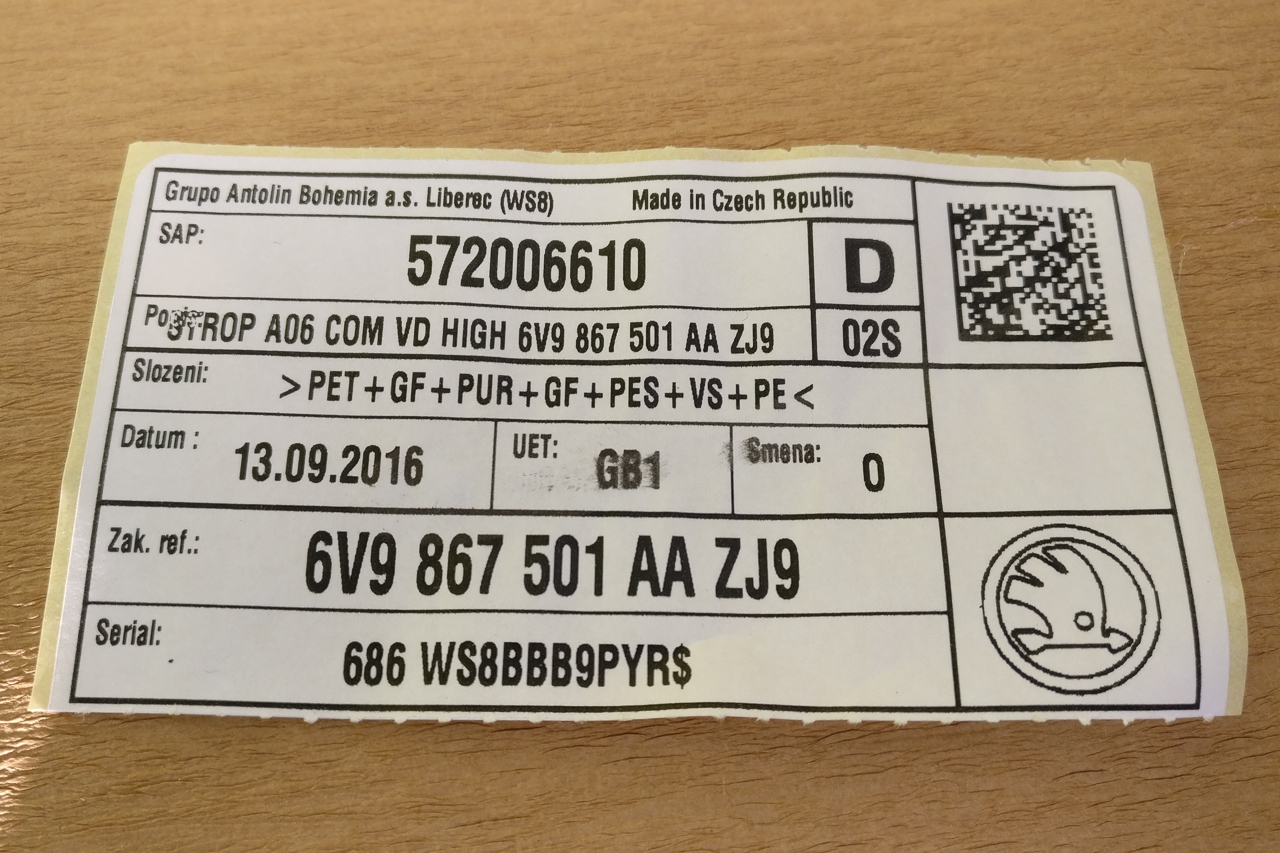 Grupo Antolin Bohemia a.s. Liberec (WS8) Made in Czech Republic
SAP: 572006610 D
STROP A06 COM VD HIGH 6V9 867 501 AA ZJ9 02S
Slozeni: >PET+GF+PUR+GF+PES+VS+PE<
Datum : 13.09.2016 UET: GB1 Smena: 0
Zak. ref.: 6V9 867 501 AA ZJ9
Serial: 686 WS8BBB9PYR$